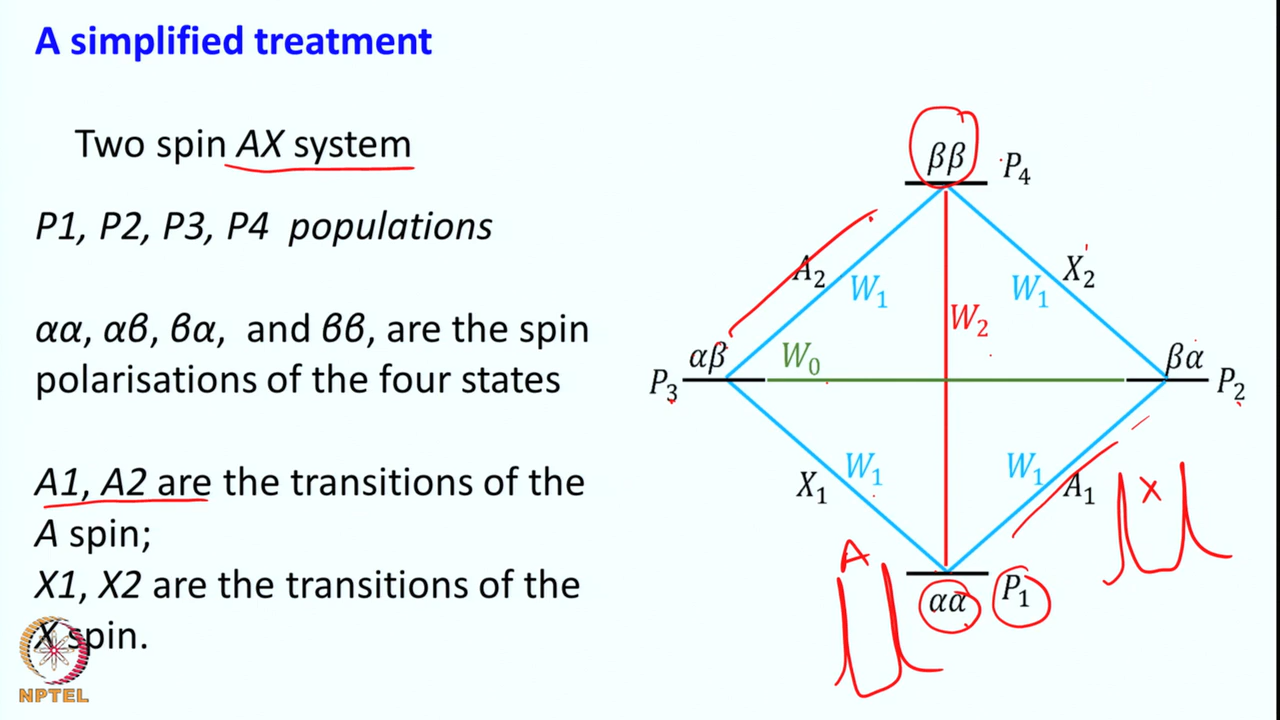 A simplified treatment
Two spin AX system
P1, P2, P3, P4 populations
αα, αβ, βα, and ββ, are the spin
polarisations of the four states
A1, A2 are the transitions of the
A spin;
X1, X2 are the transitions of the
X spin.
NPTEL
ββ P₄
A₂ W₁ W₁ X₂
W₂
αβ W₀ βα
P₃ P₂
X₁ W₁ W₁ A₁ X
A
αα P₁